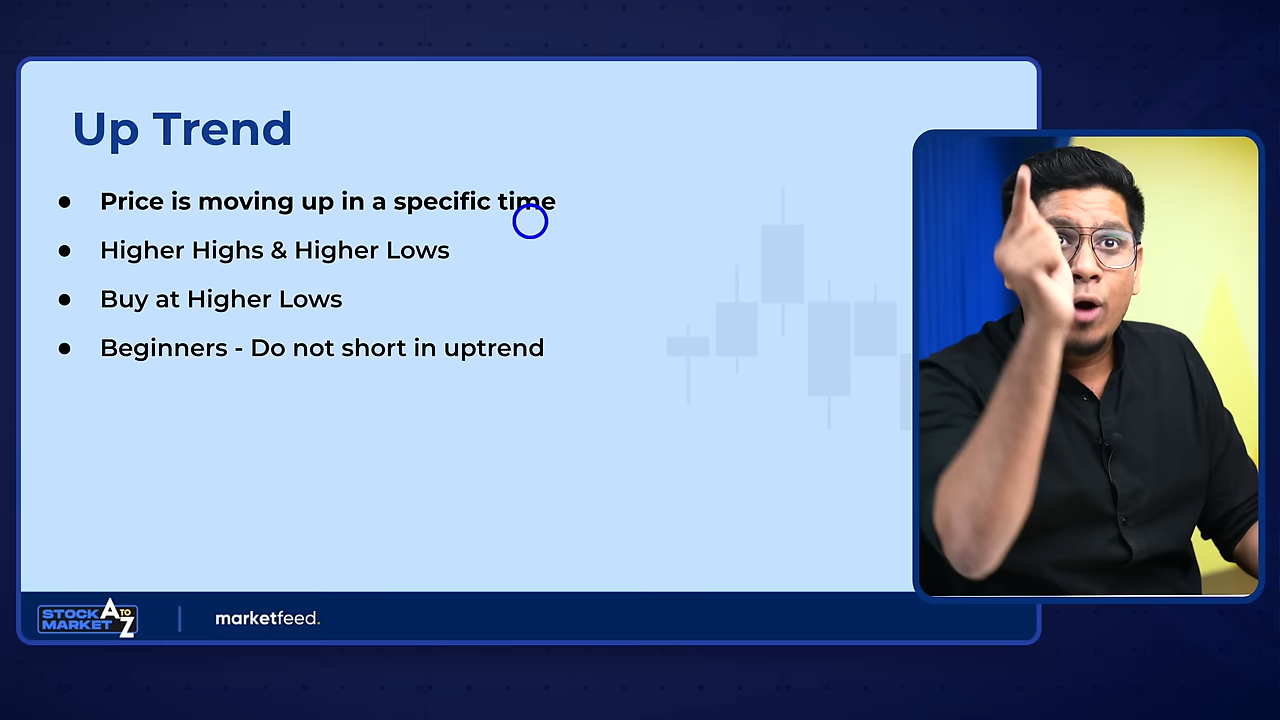 Up Trend
● Price is moving up in a specific time
● Higher Highs & Higher Lows
● Buy at Higher Lows
● Beginners - Do not short in uptrend
STOCK MARKET A TO Z
marketfeed.